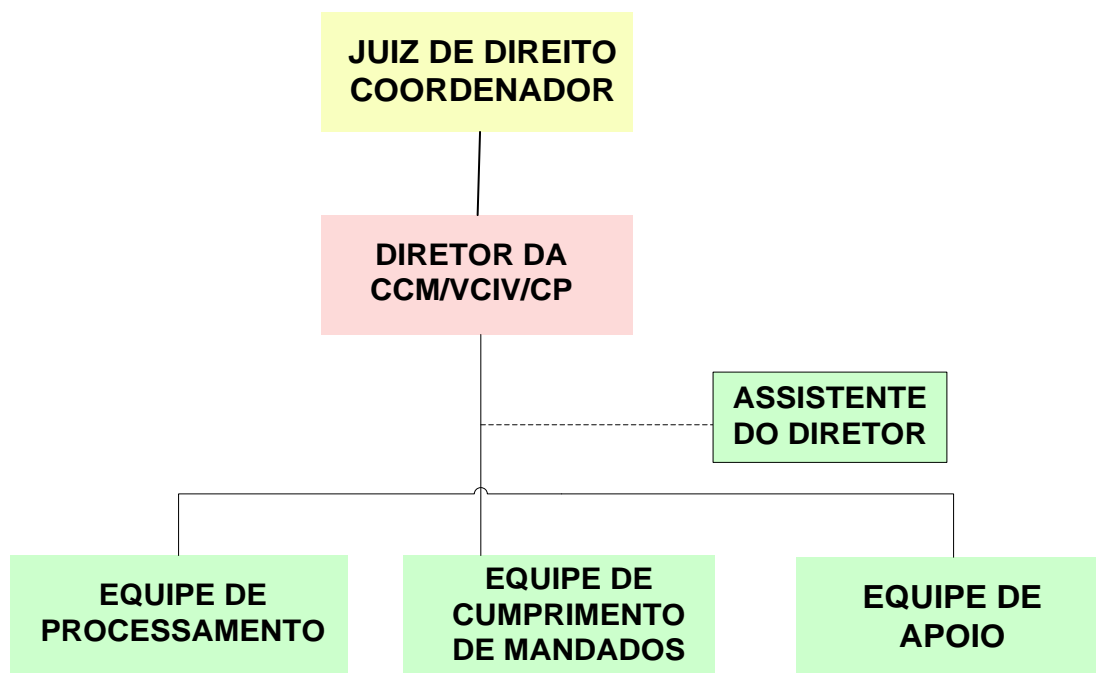 JUIZ DE DIREITO
COORDENADOR
DIRETOR DA
CCM/VCIV/CP
ASSISTENTE
DO DIRETOR
EQUIPE DE
PROCESSAMENTO
EQUIPE DE
CUMPRIMENTO
DE MANDADOS
EQUIPE DE
APOIO